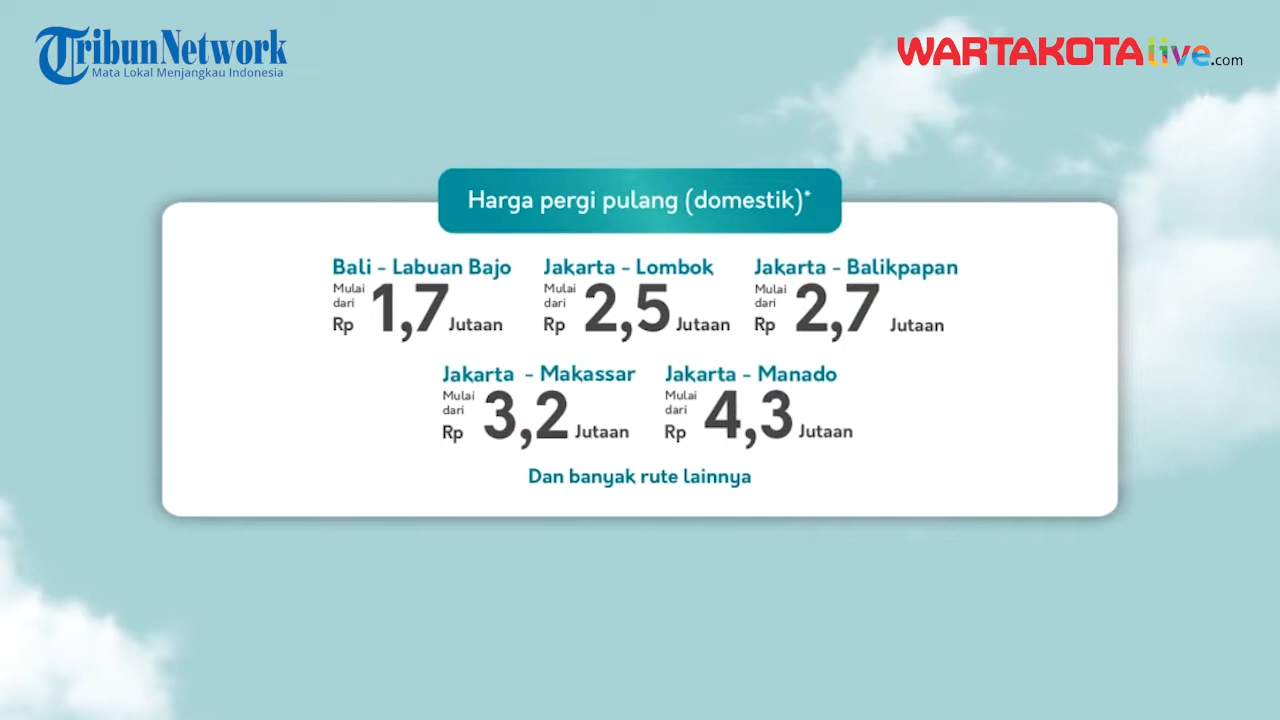 Tribun Network
Mata Lokal Menjangkau Indonesia
WARTAKOTAlive.com
Harga pergi pulang (domestik)*
Bali - Labuan Bajo
Mulai dari Rp 1,7 Jutaan
Jakarta - Lombok
Mulai dari Rp 2,5 Jutaan
Jakarta - Balikpapan
Mulai dari Rp 2,7 Jutaan
Jakarta - Makassar
Mulai dari Rp 3,2 Jutaan
Jakarta - Manado
Mulai dari Rp 4,3 Jutaan
Dan banyak rute lainnya